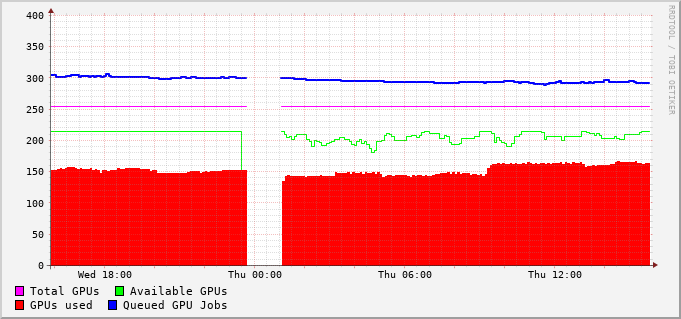 400
350
300
250
200
150
100
50
0
Wed 18:00 Thu 00:00 Thu 06:00 Thu 12:00
Total GPUs Available GPUs
GPUs used Queued GPU Jobs
RRDTOOL / TOBI OETIKER